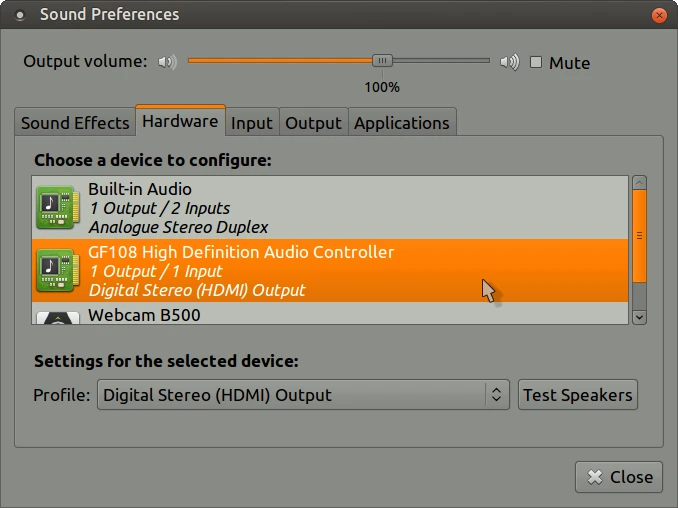 Sound Preferences
Output volume:
Mute
100%
Sound Effects Hardware Input Output Applications
Choose a device to configure:
Built-in Audio
1 Output / 2 Inputs
Analogue Stereo Duplex
GF108 High Definition Audio Controller
1 Output / 1 Input
Digital Stereo (HDMI) Output
Webcam B500
Settings for the selected device:
Profile: Digital Stereo (HDMI) Output Test Speakers
Close